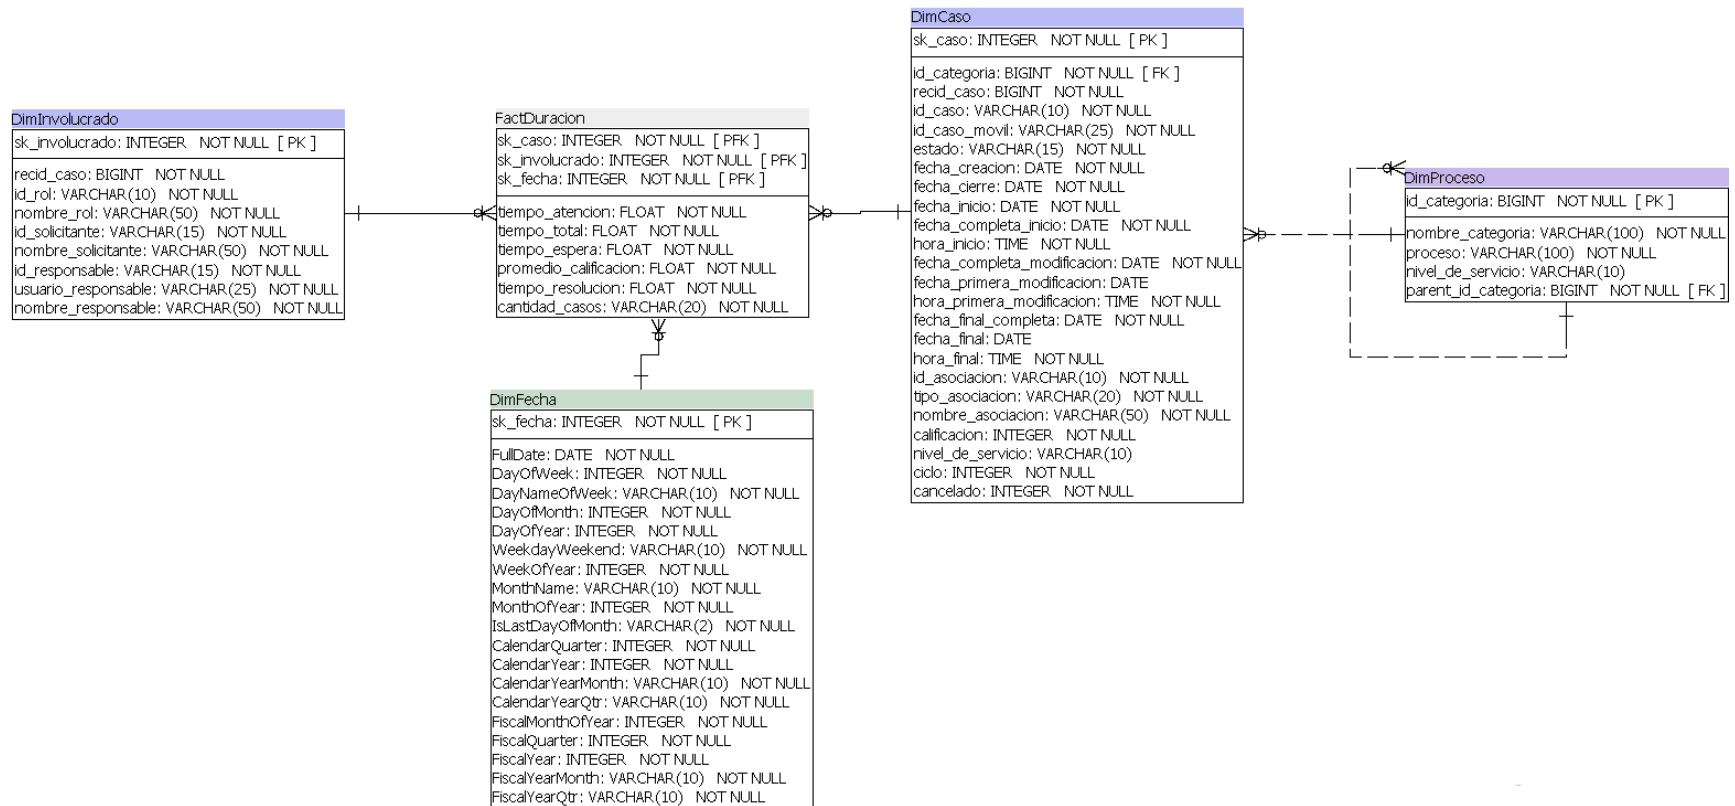 DimInvolucrado
sk_involucrado: INTEGER NOT NULL [ PK ]
recid_caso: BIGINT NOT NULL
id_rol: VARCHAR(10) NOT NULL
nombre_rol: VARCHAR(50) NOT NULL
id_solicitante: VARCHAR(15) NOT NULL
nombre_solicitante: VARCHAR(50) NOT NULL
id_responsable: VARCHAR(15) NOT NULL
usuario_responsable: VARCHAR(25) NOT NULL
nombre_responsable: VARCHAR(50) NOT NULL
FactDuracion
sk_caso: INTEGER NOT NULL [ PFK ]
sk_involucrado: INTEGER NOT NULL [ PFK ]
sk_fecha: INTEGER NOT NULL [ PFK ]
tiempo_atencion: FLOAT NOT NULL
tiempo_total: FLOAT NOT NULL
tiempo_espera: FLOAT NOT NULL
promedio_calificacion: FLOAT NOT NULL
tiempo_resolucion: FLOAT NOT NULL
cantidad_casos: VARCHAR(20) NOT NULL
DimFecha
sk_fecha: INTEGER NOT NULL [ PK ]
FullDate: DATE NOT NULL
DayOfWeek: INTEGER NOT NULL
DayNameOfWeek: VARCHAR(10) NOT NULL
DayOfMonth: INTEGER NOT NULL
DayOfYear: INTEGER NOT NULL
WeekdayWeekend: VARCHAR(10) NOT NULL
WeekOfYear: INTEGER NOT NULL
MonthName: VARCHAR(10) NOT NULL
MonthOfYear: INTEGER NOT NULL
IsLastDayOfMonth: VARCHAR(2) NOT NULL
CalendarQuarter: INTEGER NOT NULL
CalendarYear: INTEGER NOT NULL
CalendarYearMonth: VARCHAR(10) NOT NULL
CalendarYearQtr: VARCHAR(10) NOT NULL
FiscalMonthOfYear: INTEGER NOT NULL
FiscalQuarter: INTEGER NOT NULL
FiscalYear: INTEGER NOT NULL
FiscalYearMonth: VARCHAR(10) NOT NULL
FiscalYearQtr: VARCHAR(10) NOT NULL
DimCaso
sk_caso: INTEGER NOT NULL [ PK ]
id_categoria: BIGINT NOT NULL [ FK ]
recid_caso: BIGINT NOT NULL
id_caso: VARCHAR(10) NOT NULL
id_caso_movil: VARCHAR(25) NOT NULL
estado: VARCHAR(15) NOT NULL
fecha_creacion: DATE NOT NULL
fecha_cierre: DATE NOT NULL
fecha_inicio: DATE NOT NULL
fecha_completa_inicio: DATE NOT NULL
hora_inicio: TIME NOT NULL
fecha_completa_modificacion: DATE NOT NULL
fecha_primera_modificacion: DATE
hora_primera_modificacion: TIME NOT NULL
fecha_final_completa: DATE NOT NULL
fecha_final: DATE
hora_final: TIME NOT NULL
id_asociacion: VARCHAR(10) NOT NULL
tipo_asociacion: VARCHAR(20) NOT NULL
nombre_asociacion: VARCHAR(50) NOT NULL
calificacion: INTEGER NOT NULL
nivel_de_servicio: VARCHAR(10)
ciclo: INTEGER NOT NULL
cancelado: INTEGER NOT NULL
DimProceso
id_categoria: BIGINT NOT NULL [ PK ]
nombre_categoria: VARCHAR(100) NOT NULL
proceso: VARCHAR(100) NOT NULL
nivel_de_servicio: VARCHAR(10)
parent_id_categoria: BIGINT NOT NULL [ FK ]